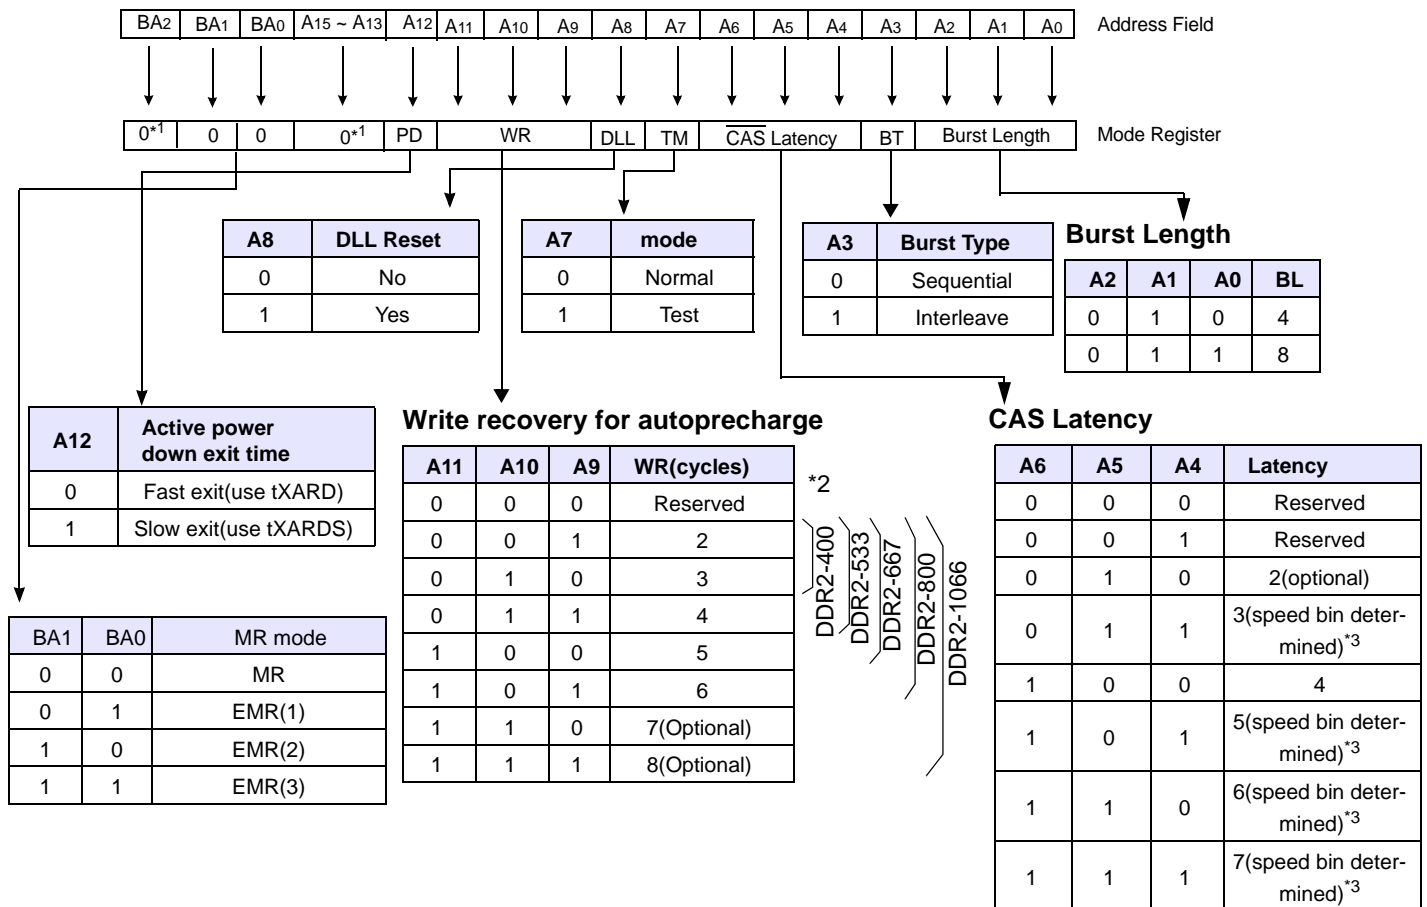 BA2 BA1 BA0 A15 ~ A13 A12 A11 A10 A9 A8 A7 A6 A5 A4 A3 A2 A1 A0 Address Field
0*1 0 0 0*1 PD WR DLL TM CAS Latency BT Burst Length Mode Register
A8 DLL Reset
0 No
1 Yes
A7 mode
0 Normal
1 Test
A3 Burst Type
0 Sequential
1 Interleave
Burst Length
A2 A1 A0 BL
0 1 0 4
0 1 1 8
A12 Active power
down exit time
0 Fast exit(use tXARD)
1 Slow exit(use tXARDS)
BA1 BA0 MR mode
0 0 MR
0 1 EMR(1)
1 0 EMR(2)
1 1 EMR(3)
Write recovery for autoprecharge
A11 A10 A9 WR(cycles)
0 0 0 Reserved
0 0 1 2
0 1 0 3
0 1 1 4
1 0 0 5
1 0 1 6
1 1 0 7(Optional)
1 1 1 8(Optional)
*2
DDR2-400
DDR2-533
DDR2-667
DDR2-800
DDR2-1066
CAS Latency
A6 A5 A4 Latency
0 0 0 Reserved
0 0 1 Reserved
0 1 0 2(optional)
0 1 1 3(speed bin deter-
mined)*3
1 0 0 4
1 0 1 5(speed bin deter-
mined)*3
1 1 0 6(speed bin deter-
mined)*3
1 1 1 7(speed bin deter-
mined)*3